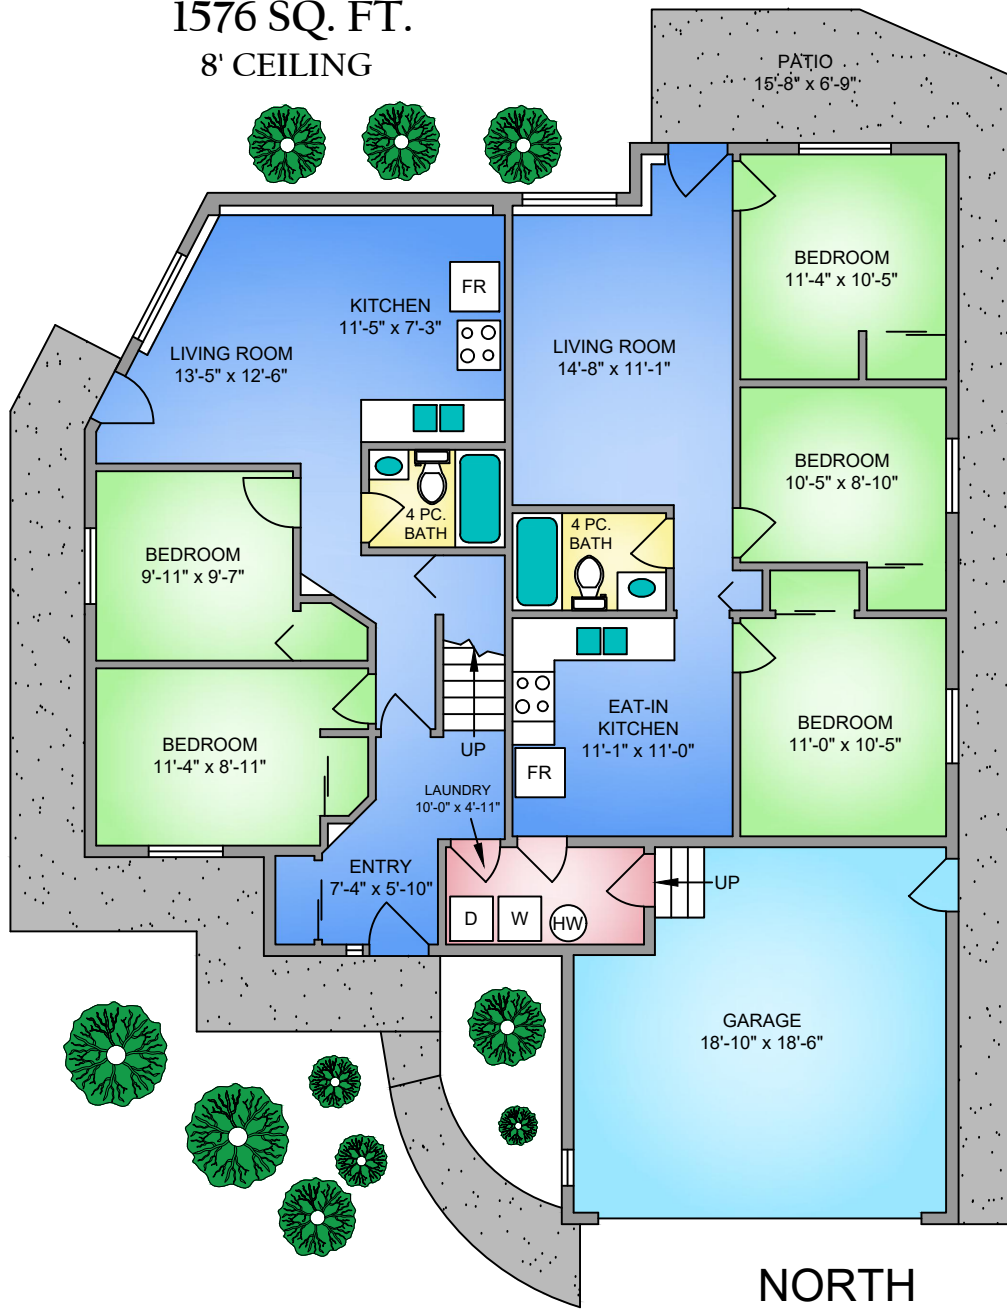 1576 SQ. FT.
8' CEILING
PATIO
15'-8" x 6'-9"
BEDROOM
11'-4" x 10'-5"
FR
KITCHEN
11'-5" x 7'-3"
LIVING ROOM
13'-5" x 12'-6"
LIVING ROOM
14'-8" x 11'-1"
BEDROOM
10'-5" x 8'-10"
4 PC.
BATH
4 PC.
BATH
BEDROOM
9'-11" x 9'-7"
EAT-IN
KITCHEN
11'-1" x 11'-0"
BEDROOM
11'-0" x 10'-5"
BEDROOM
11'-4" x 8'-11"
UP
FR
LAUNDRY
10'-0" x 4'-11"
ENTRY
7'-4" x 5'-10"
UP
D
W
HW
GARAGE
18'-10" x 18'-6"
NORTH